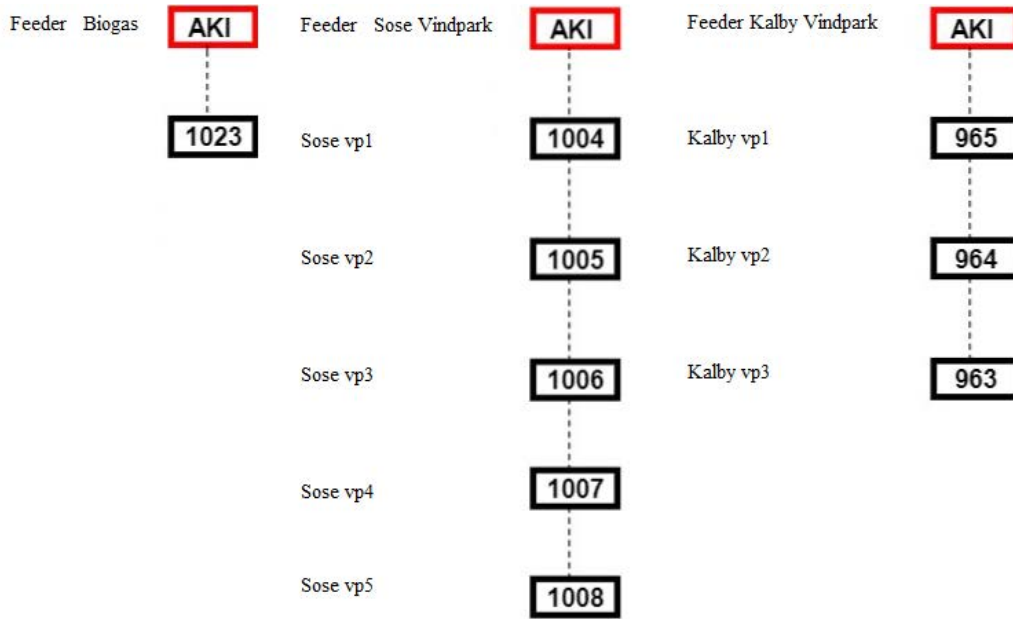 Feeder Biogas
AKI
1023
Feeder Sose Vindpark
AKI
Sose vp1
1004
Sose vp2
1005
Sose vp3
1006
Sose vp4
1007
Sose vp5
1008
Feeder Kalby Vindpark
AKI
Kalby vp1
965
Kalby vp2
964
Kalby vp3
963